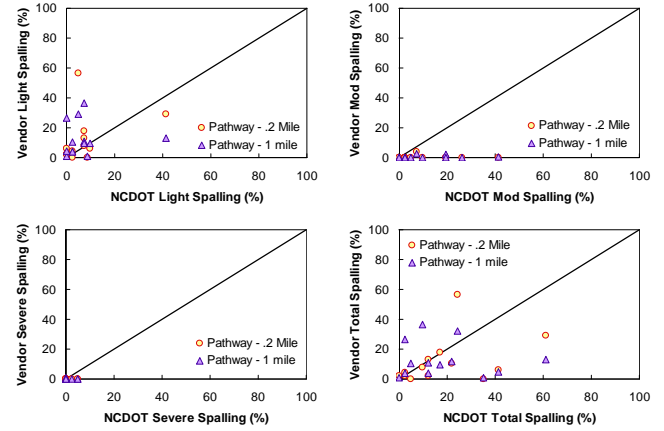 Vendor Light Spalling (%)
100
80
60
40
20
0
Pathway - .2 Mile
Pathway - 1 mile
0 20 40 60 80 100
NCDOT Light Spalling (%)
Vendor Mod Spalling (%)
100
80
60
40
20
0
Pathway - .2 Mile
Pathway - 1 mile
0 20 40 60 80 100
NCDOT Mod Spalling (%)
Vendor Severe Spalling (%)
100
80
60
40
20
0
Pathway - .2 Mile
Pathway - 1 mile
0 20 40 60 80 100
NCDOT Severe Spalling (%)
Vendor Total Spalling (%)
100
80
60
40
20
0
Pathway - .2 Mile
Pathway - 1 mile
0 20 40 60 80 100
NCDOT Total Spalling (%)